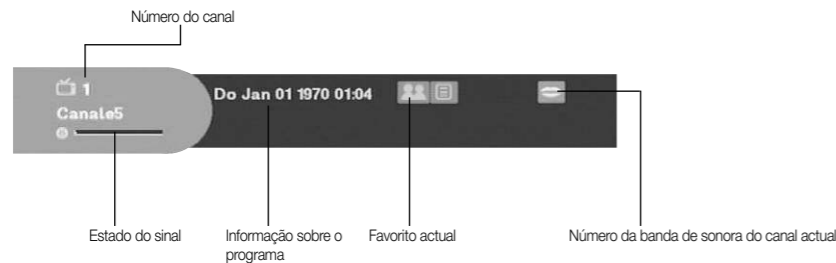 Número do canal
1
Do Jan 01 1970 01:04
Canale5
Estado do sinal
Informação sobre o
programa
Favorito actual
Número da banda de sonora do canal actual